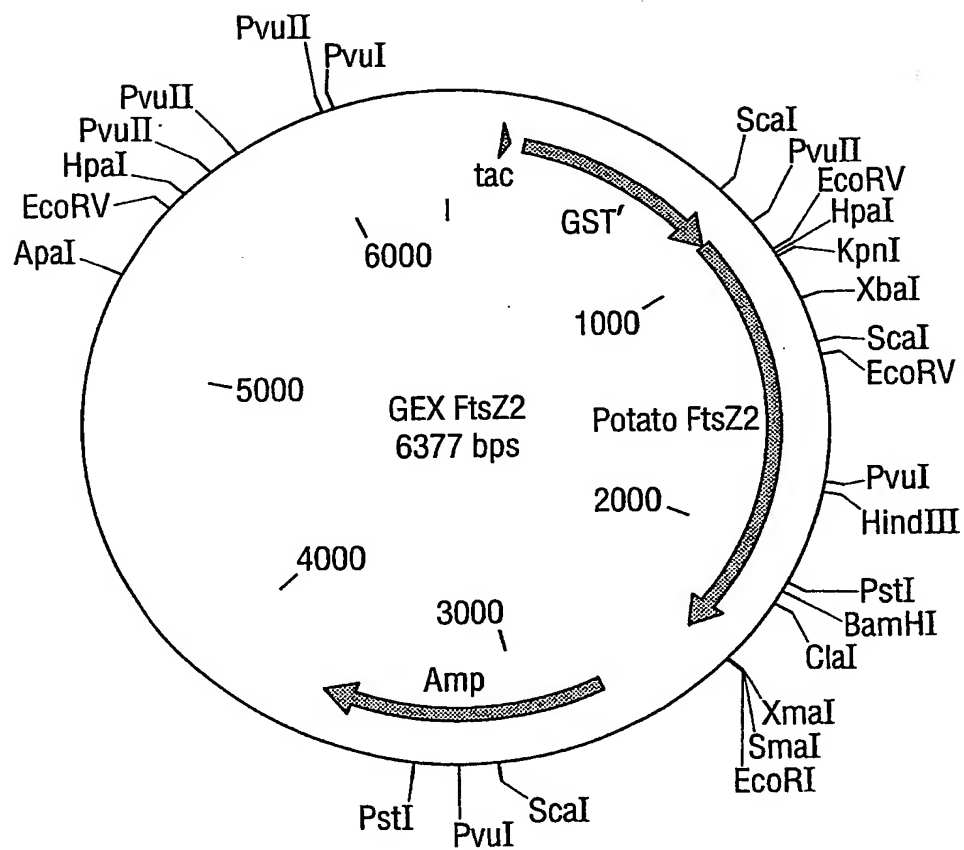 PvuII
PvuI
PvuII
PvuII
HpaI
EcoRV
ApaI
ScaI
PvuII
EcoRV
HpaI
KpnI
XbaI
ScaI
EcoRV
PvuI
HindIII
PstI
BamHI
ClaI
XmaI
SmaI
EcoRI
ScaI
PvuI
PstI
tac
GST'
6000
1000
5000
GEX FtsZ2
6377 bps
Potato FtsZ2
2000
4000
3000
Amp